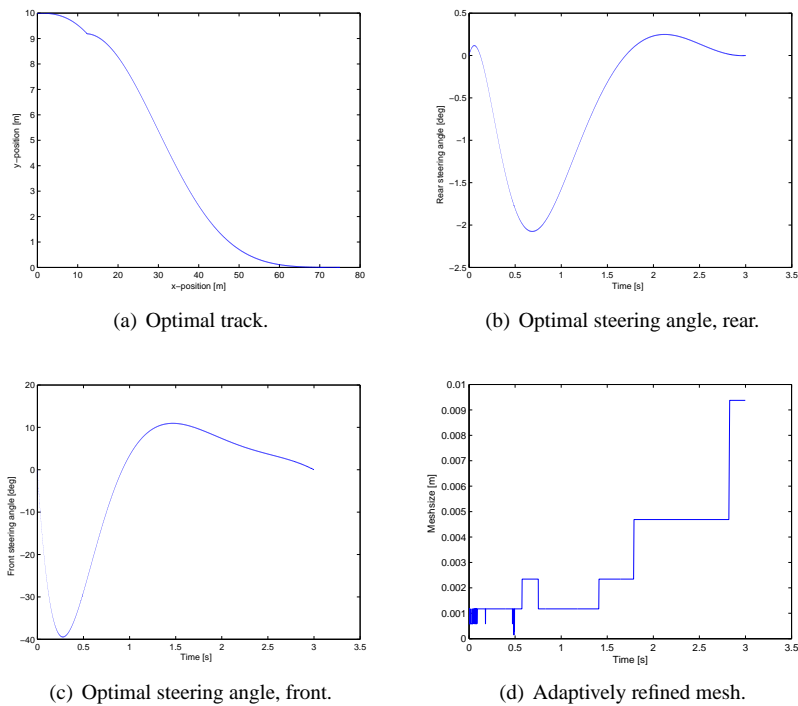 10
9
8
7
6
5
4
3
2
1
0
y−position [m]
0 10 20 30 40 50 60 70 80
x−position [m]
(a) Optimal track.
0.5
0
−0.5
−1
−1.5
−2
−2.5
Rear steering angle [deg]
0 0.5 1 1.5 2 2.5 3 3.5
Time [s]
(b) Optimal steering angle, rear.
20
10
0
−10
−20
−30
−40
Front steering angle [deg]
0 0.5 1 1.5 2 2.5 3 3.5
Time [s]
(c) Optimal steering angle, front.
0.01
0.009
0.008
0.007
0.006
0.005
0.004
0.003
0.002
0.001
0
Meshsize [m]
0 0.5 1 1.5 2 2.5 3 3.5
Time [s]
(d) Adaptively refined mesh.